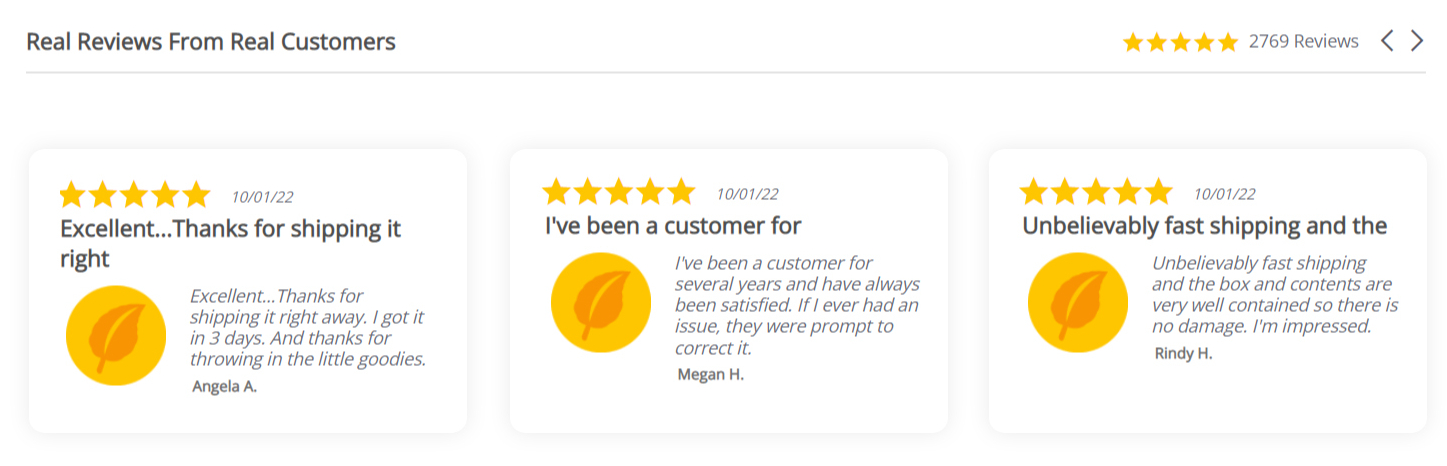 Real Reviews From Real Customers
2769 Reviews
10/01/22
Excellent...Thanks for shipping it
right
Excellent...Thanks for
shipping it right away. I got it
in 3 days. And thanks for
throwing in the little goodies.
Angela A.
10/01/22
I've been a customer for
I've been a customer for
several years and have always
been satisfied. If I ever had an
issue, they were prompt to
correct it.
Megan H.
10/01/22
Unbelievably fast shipping and the
Unbelievably fast shipping
and the box and contents are
very well contained so there is
no damage. I'm impressed.
Rindy H.